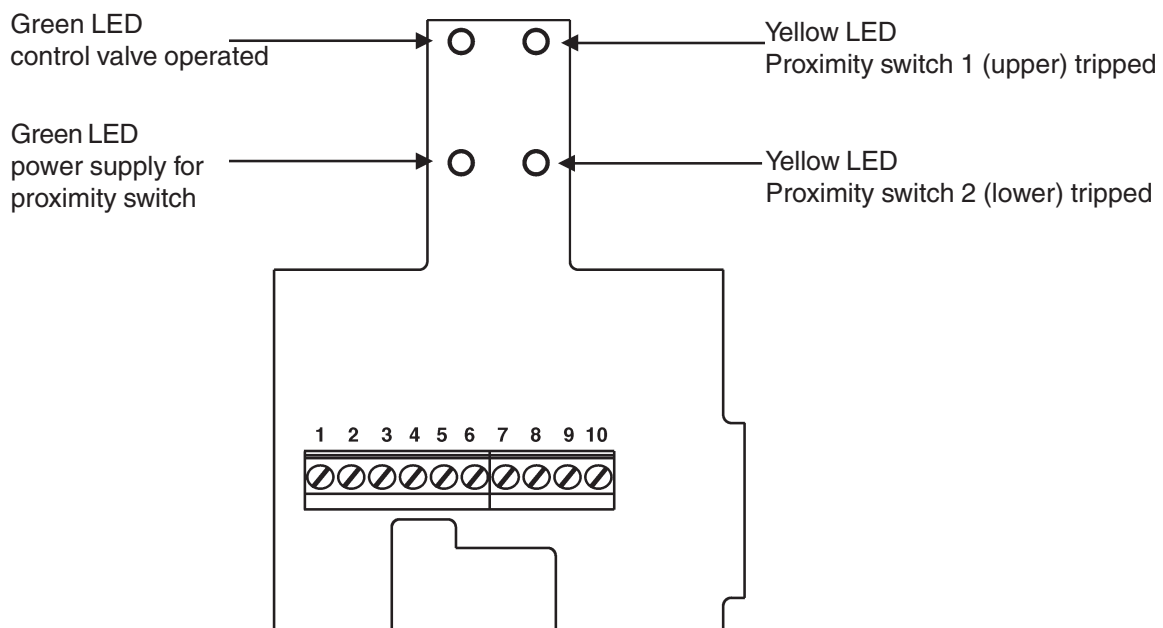 Green LED
control valve operated
Yellow LED
Proximity switch 1 (upper) tripped
Green LED
power supply for
proximity switch
Yellow LED
Proximity switch 2 (lower) tripped
1 2 3 4 5 6 7 8 9 10